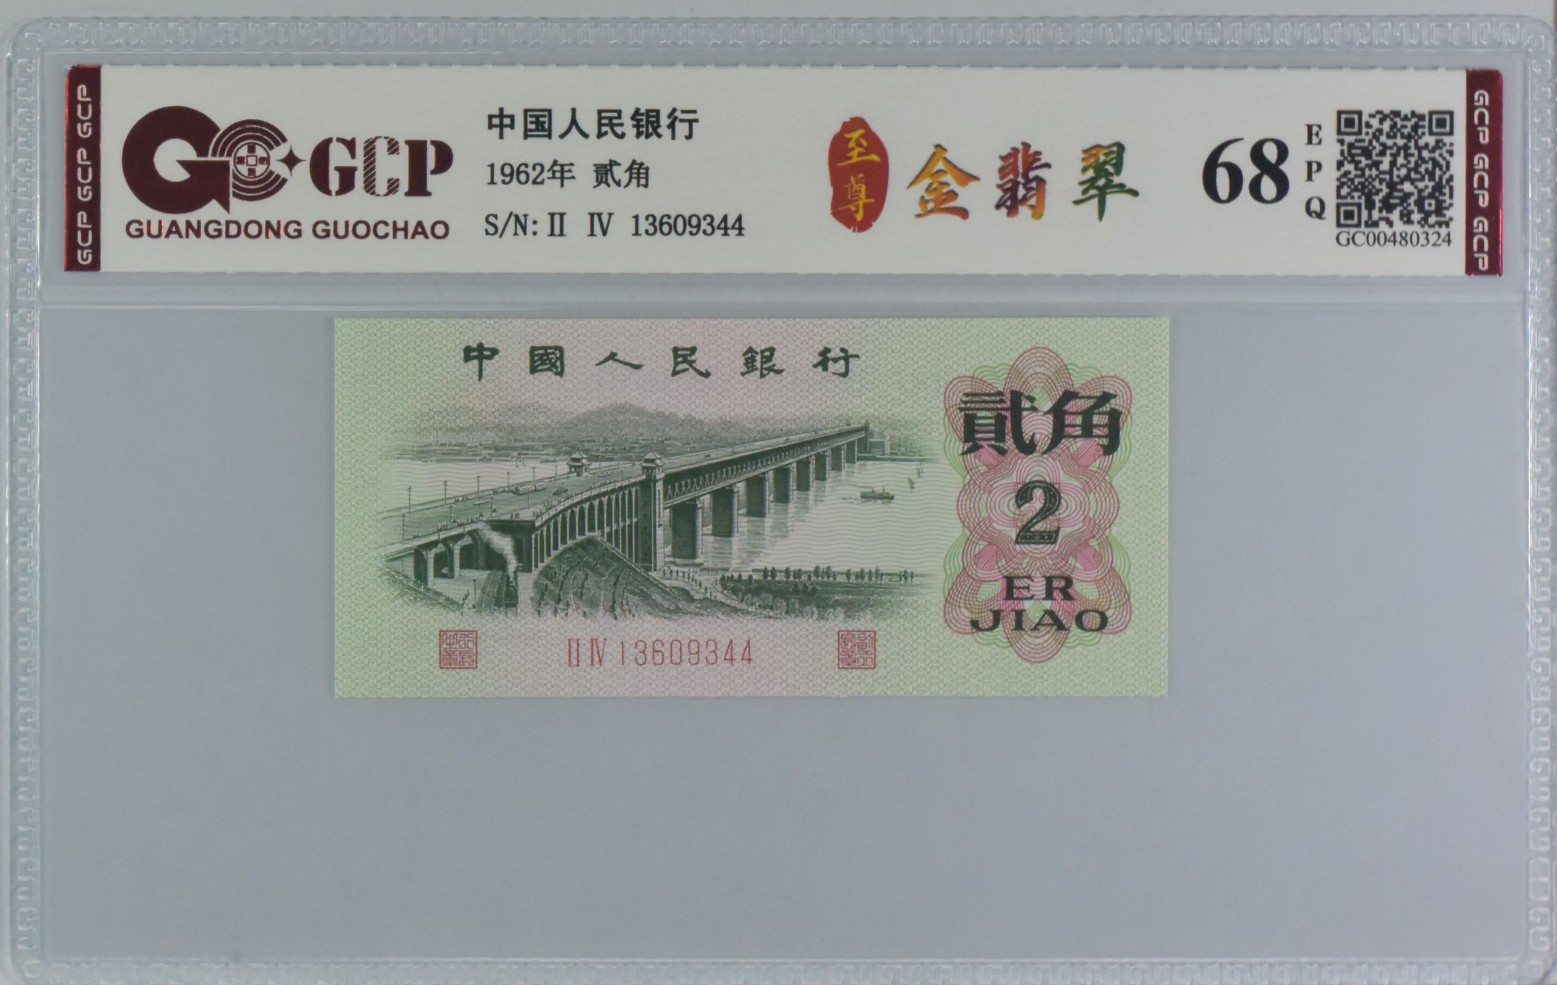 GCP GCP GCP
GCP
GUANGDONG GUOCHAO
中国人民银行
1962年 贰角
S/N: II IV 13609344
至尊
金翡翠
68
EPQ
GC00480324
GCP GCP GCP
中國人民銀行
貳角
2
ER
JIAO
II IV 13609344